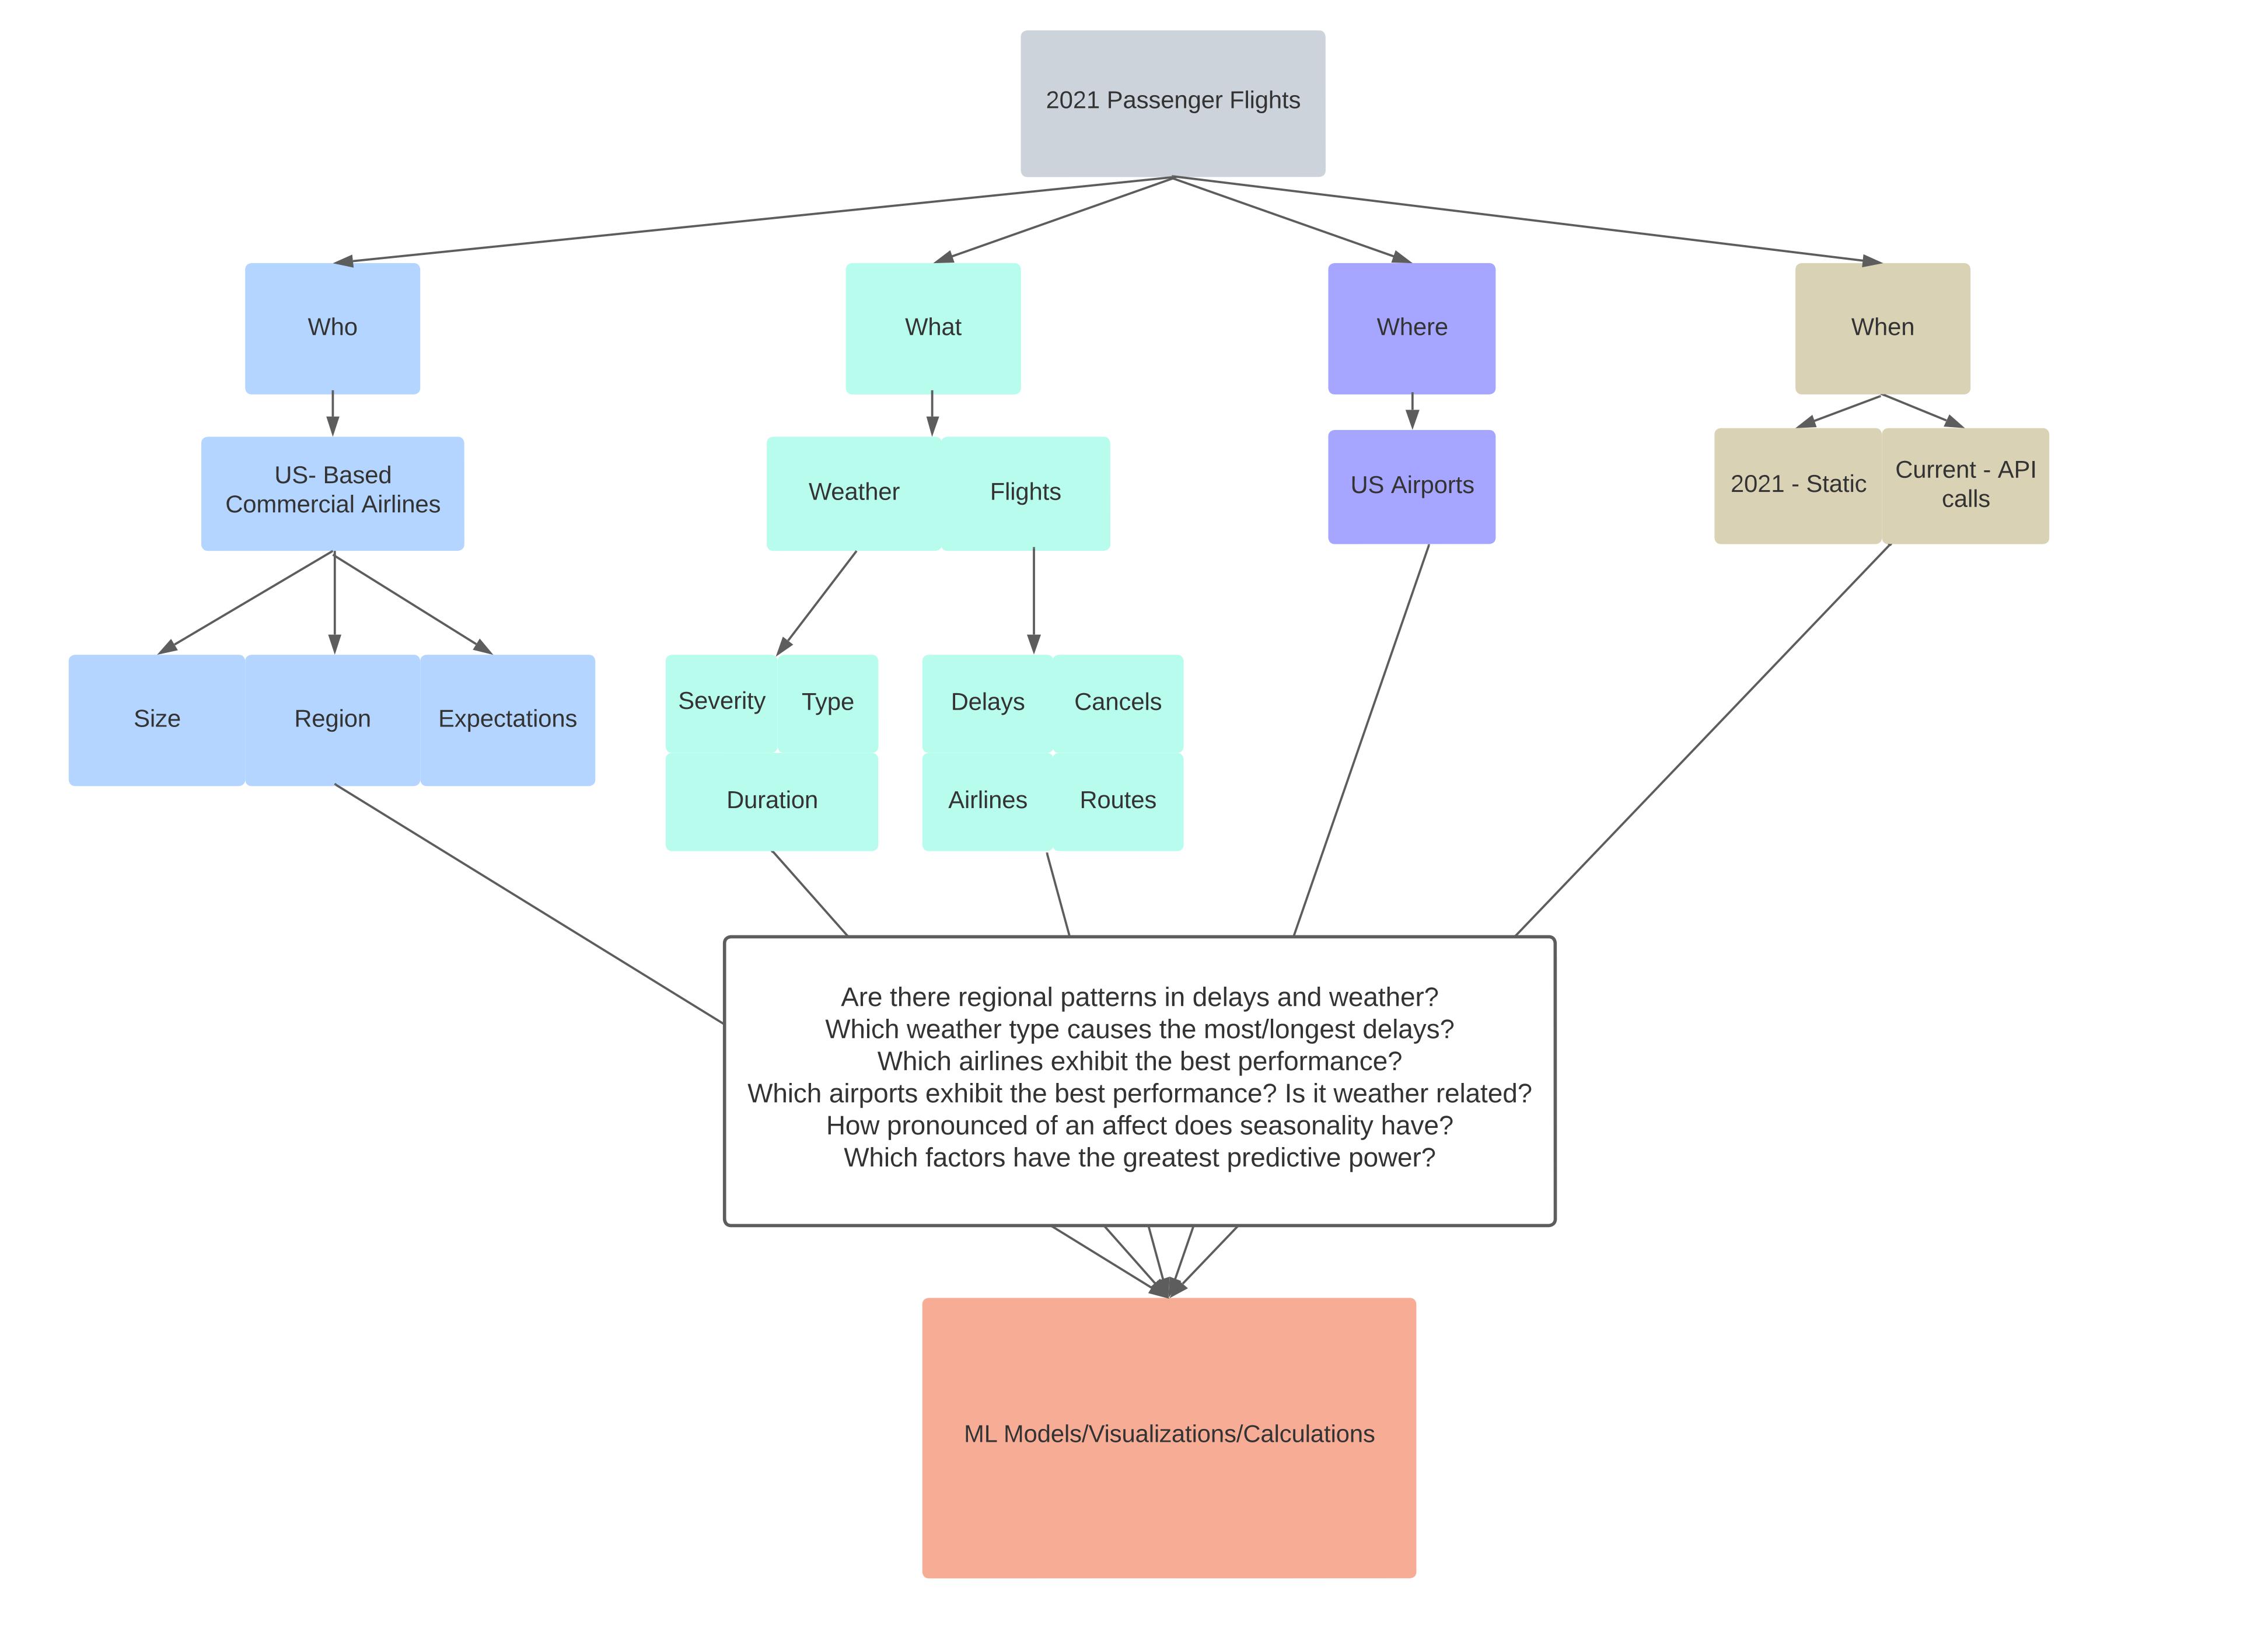 2021 Passenger Flights
Who
What
Where
When
US- Based
Commercial Airlines
Weather
Flights
US Airports
2021 - Static
Current - API
calls
Size
Region
Expectations
Severity
Type
Duration
Delays
Cancels
Airlines
Routes
Are there regional patterns in delays and weather?
Which weather type causes the most/longest delays?
Which airlines exhibit the best performance?
Which airports exhibit the best performance? Is it weather related?
How pronounced of an affect does seasonality have?
Which factors have the greatest predictive power?
ML Models/Visualizations/Calculations